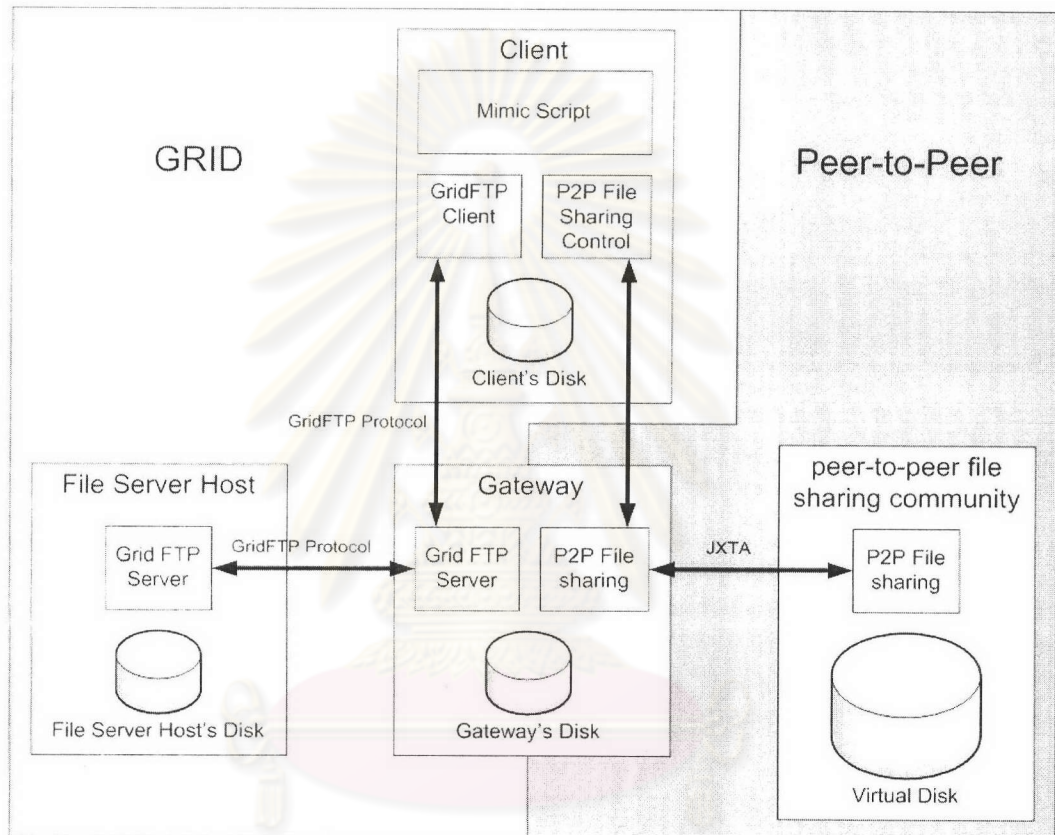 Client
Mimic Script
GRID
Peer-to-Peer
GridFTP
Client
P2P File
Sharing
Control
Client's Disk
GridFTP Protocol
File Server Host
Gateway
peer-to-peer file
sharing community
Grid FTP
Server
GridFTP Protocol
Grid FTP
Server
P2P File
sharing
JXTA
P2P File
sharing
File Server Host's Disk
Gateway's Disk
Virtual Disk